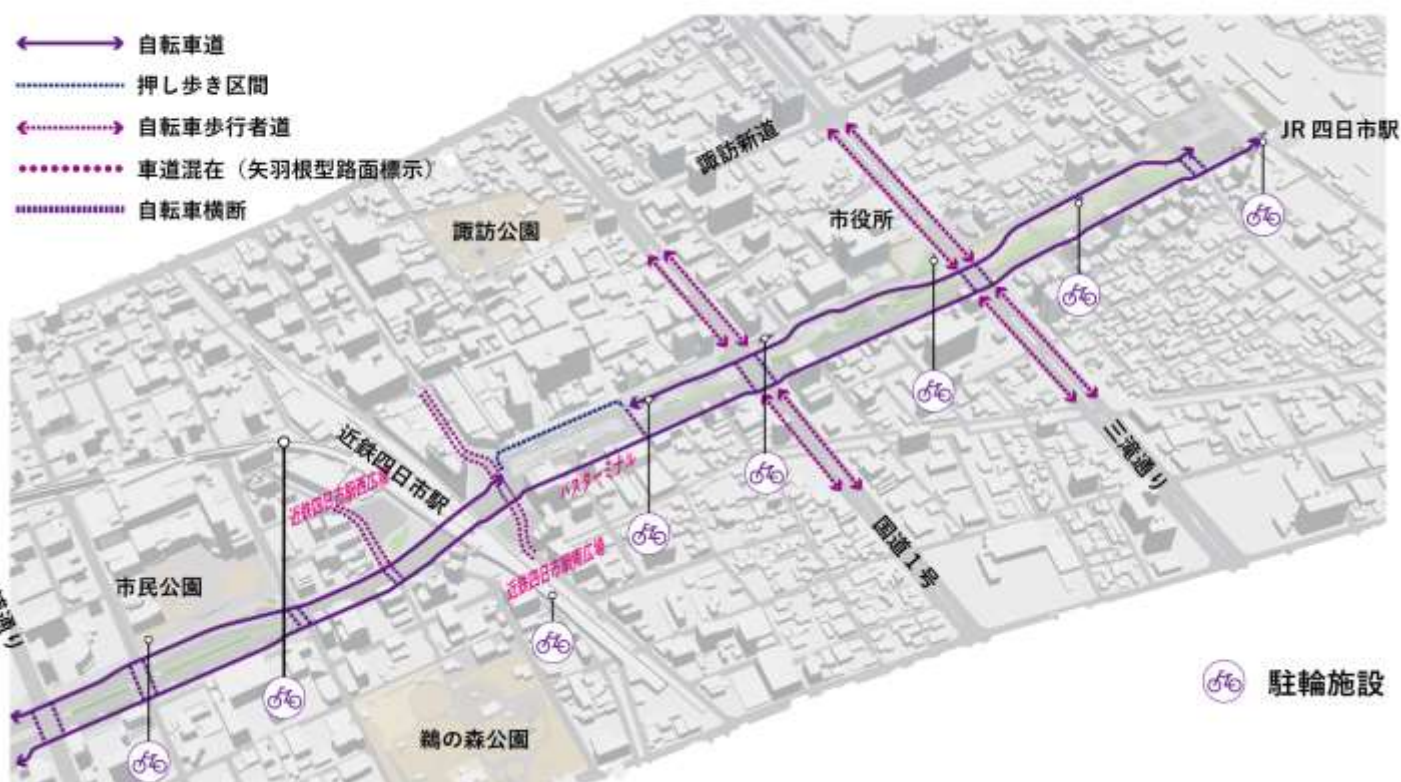 自転車道
押し歩き区間
自転車歩行者道
車道混在（矢羽根型路面標示）
自転車横断
JR 四日市駅
諏訪新道
市役所
諏訪公園
近鉄四日市駅
近鉄四日市駅西広場
バスターミナル
三滝通り
国道1号
近鉄四日市駅南広場
市民公園
通り
鵜の森公園
駐輪施設